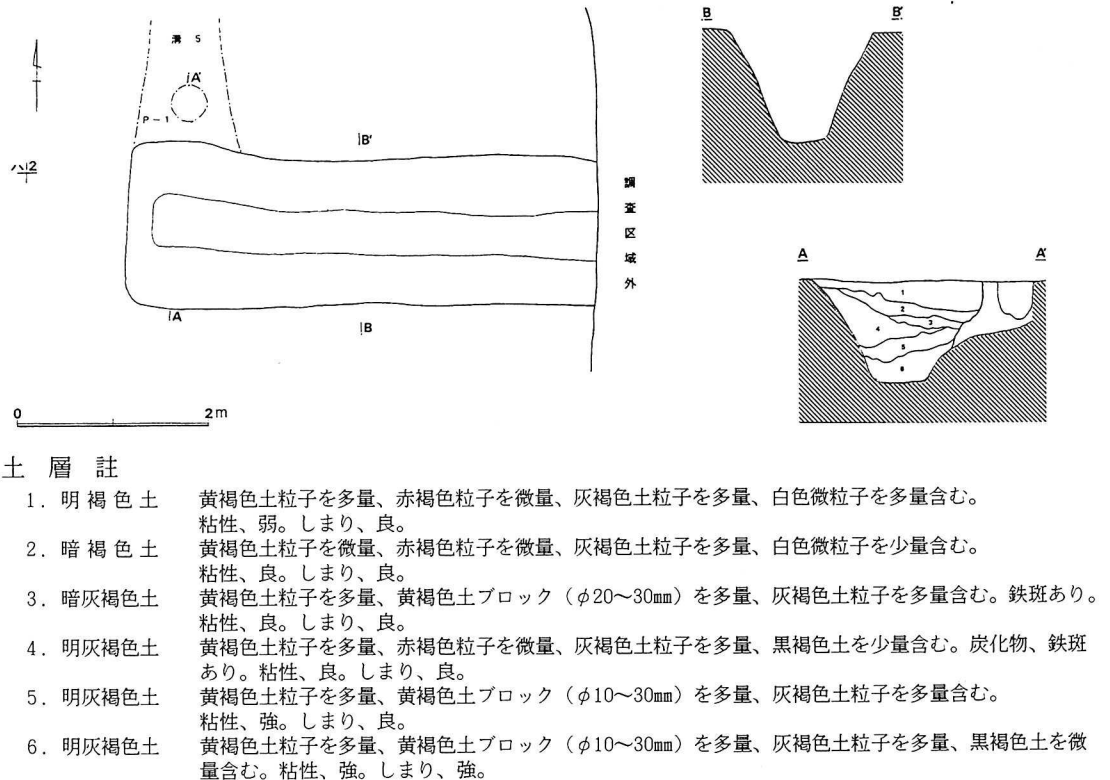 溝 5
A'
P-1
B'
ハ12
調査区域外
A
B
0 2m
B B'
A A'
1
2
3
4
5
6
土層註
1. 明褐色土 黄褐色土粒子を多量、赤褐色粒子を微量、灰褐色土粒子を多量、白色微粒子を多量含む。
粘性、弱。しまり、良。
2. 暗褐色土 黄褐色土粒子を微量、赤褐色粒子を微量、灰褐色土粒子を多量、白色微粒子を少量含む。
粘性、良。しまり、良。
3. 暗灰褐色土 黄褐色土粒子を多量、黄褐色土ブロック(φ20〜30㎜)を多量、灰褐色土粒子を多量含む。鉄斑あり。
粘性、良。しまり、良。
4. 明灰褐色土 黄褐色土粒子を多量、赤褐色粒子を微量、灰褐色土粒子を多量、黒褐色土を少量含む。炭化物、鉄斑
あり。粘性、良。しまり、良。
5. 明灰褐色土 黄褐色土粒子を多量、黄褐色土ブロック(φ10〜30㎜)を多量、灰褐色土粒子を多量含む。
粘性、強。しまり、良。
6. 明灰褐色土 黄褐色土粒子を多量、黄褐色土ブロック(φ10〜30㎜)を多量、灰褐色土粒子を多量、黒褐色土を微
量含む。粘性、強。しまり、強。